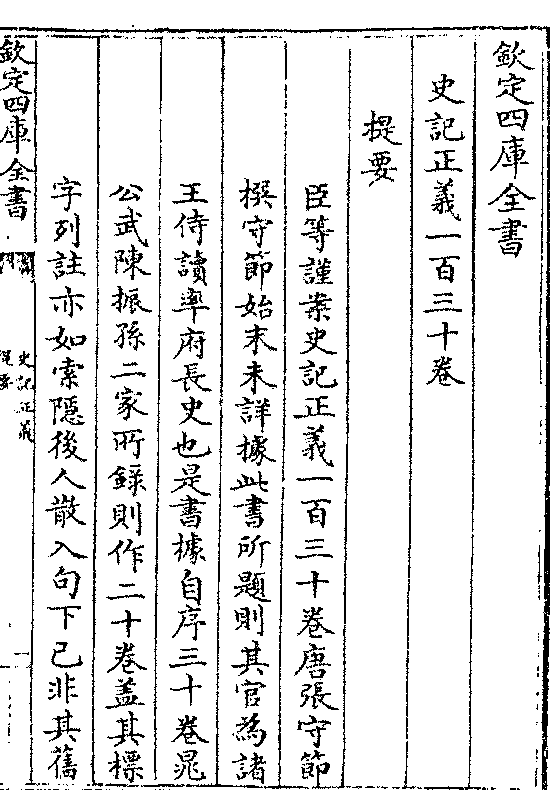 欽定四庫全書
史記正義一百三十卷
提要
臣等謹案史記正義一百三十卷唐張守節
撰守節始末未詳據此書所題則其官為諸
王侍讀率府長史也是書據自序三十卷晁
公武陳振孫二家所錄則作二十卷蓋其標
字列註亦如索隱後人散入句下已非其舊
欽定四庫全書
史記正義
提要
一